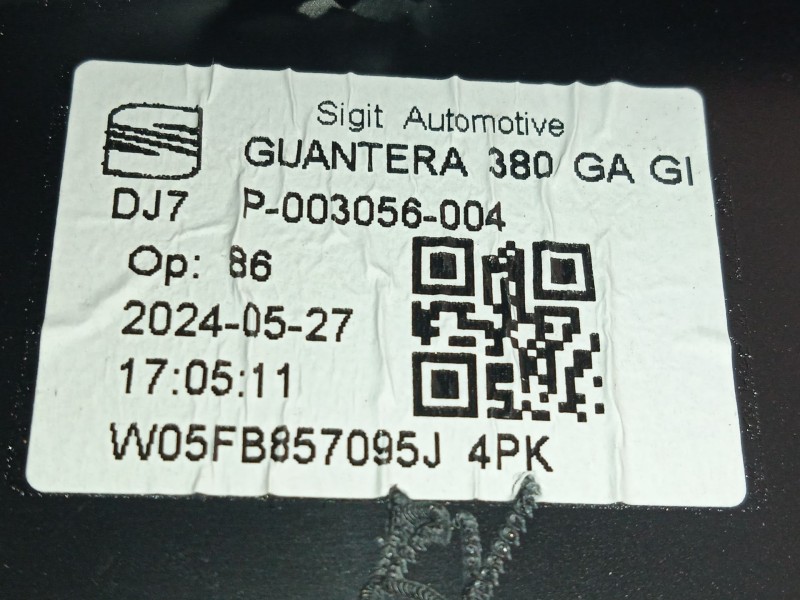 Sigit Automotive
GUANTERA 380 GA GI
DJ7 P-003056-004
Op: 86
2024-05-27
17:05:11
W05FB857095J 4PK